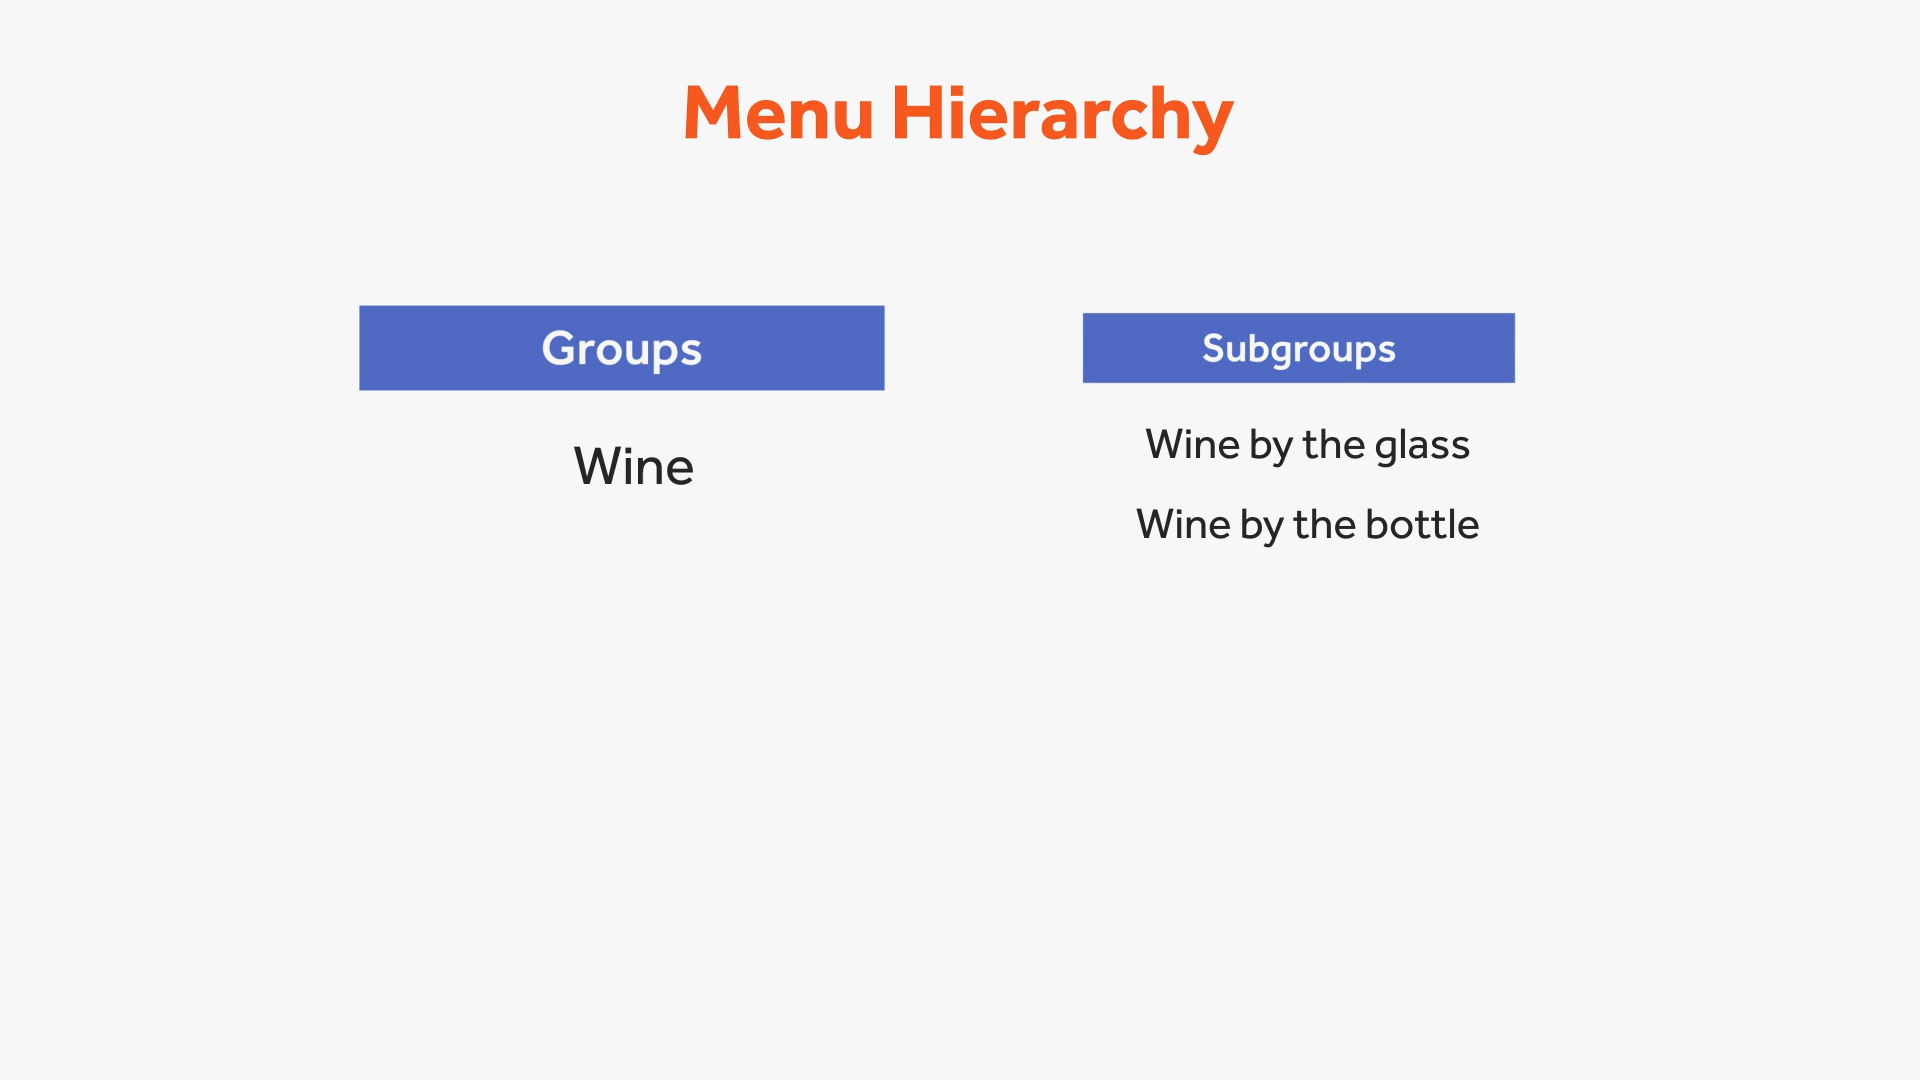 Menu Hierarchy
Groups
Wine
Subgroups
Wine by the glass
Wine by the bottle